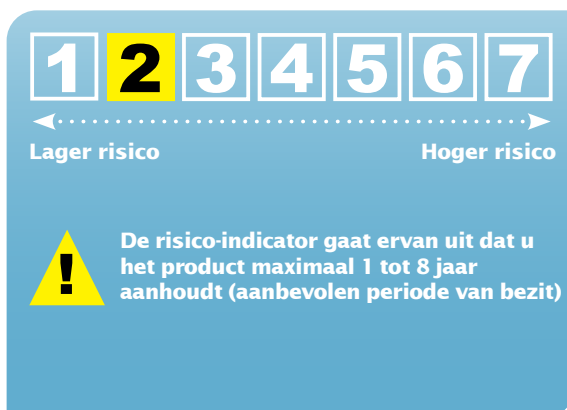 1 2 3 4 5 6 7
Lager risico Hoger risico
!
De risico-indicator gaat ervan uit dat u
het product maximaal 1 tot 8 jaar
aanhoudt (aanbevolen periode van bezit)